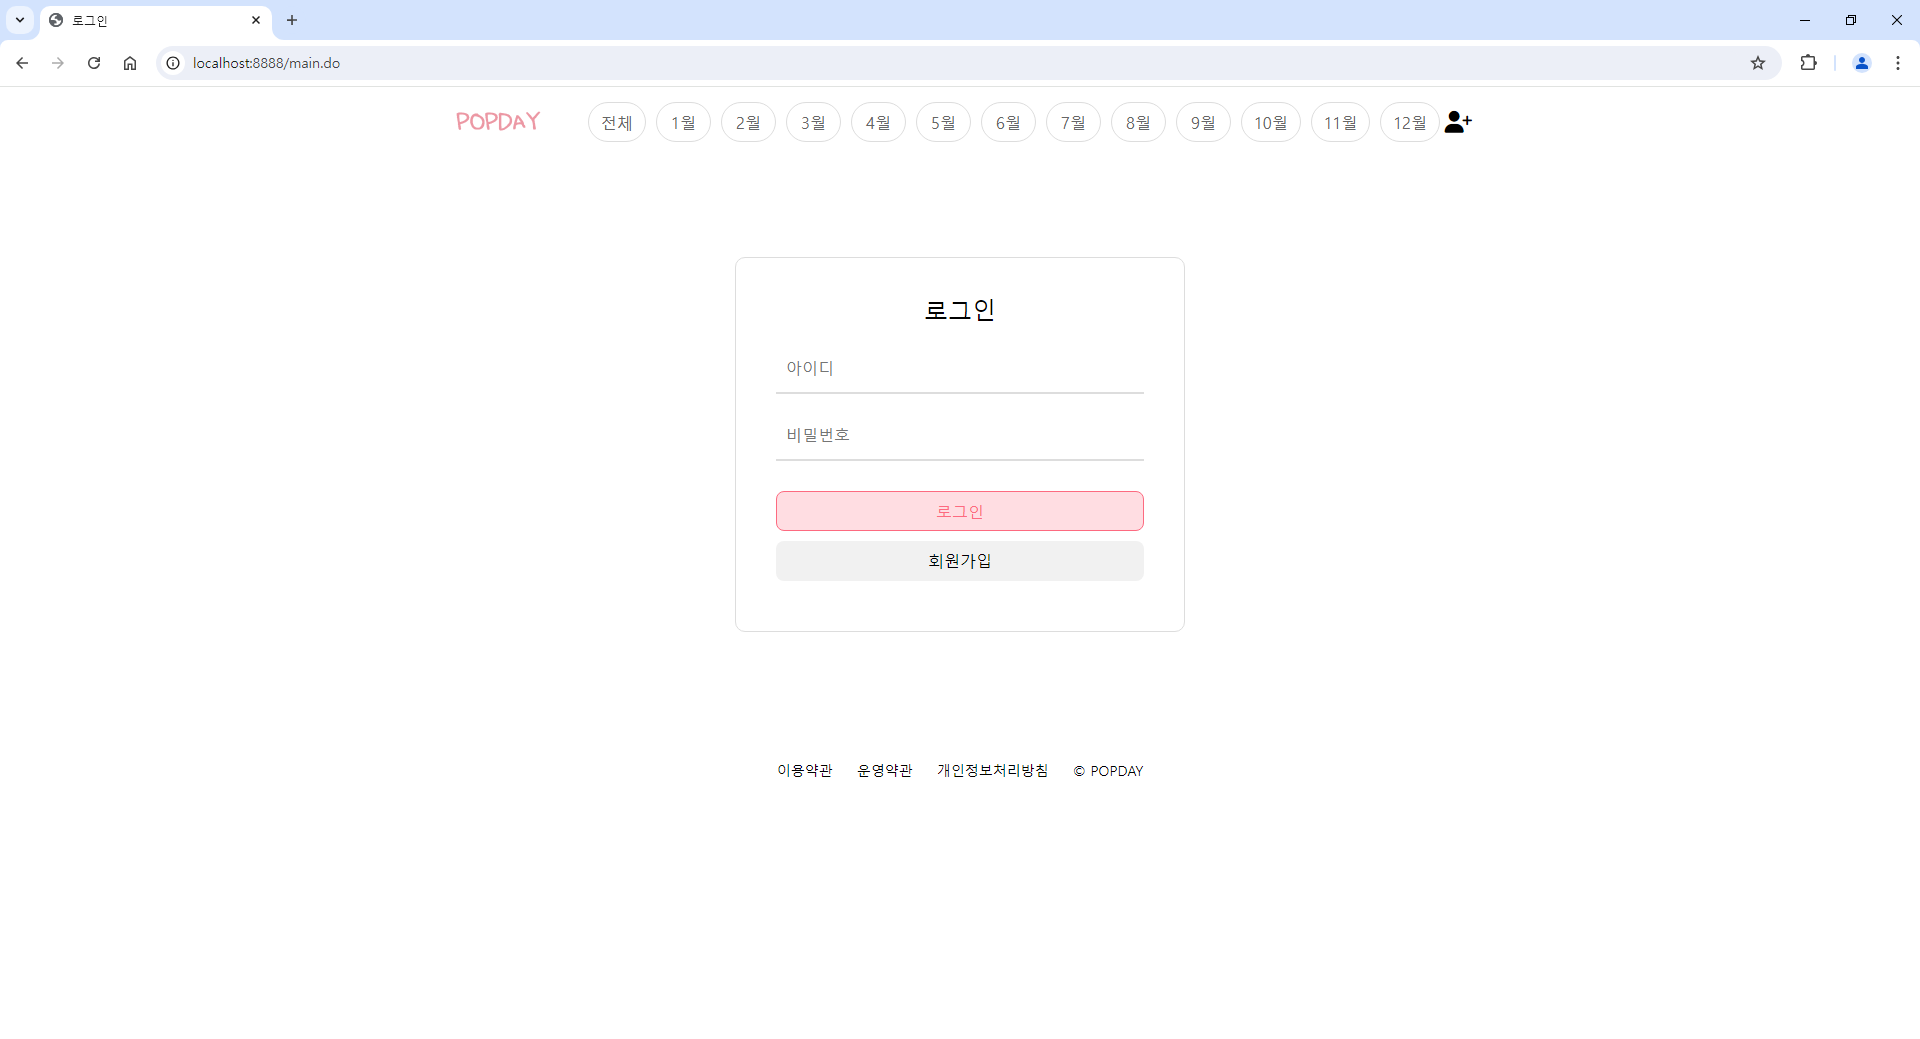 로그인
localhost:8888/main.do
POPDAY 전체 1월 2월 3월 4월 5월 6월 7월 8월 9월 10월 11월 12월
로그인
아이디
비밀번호
로그인
회원가입
이용약관 운영약관 개인정보처리방침 © POPDAY